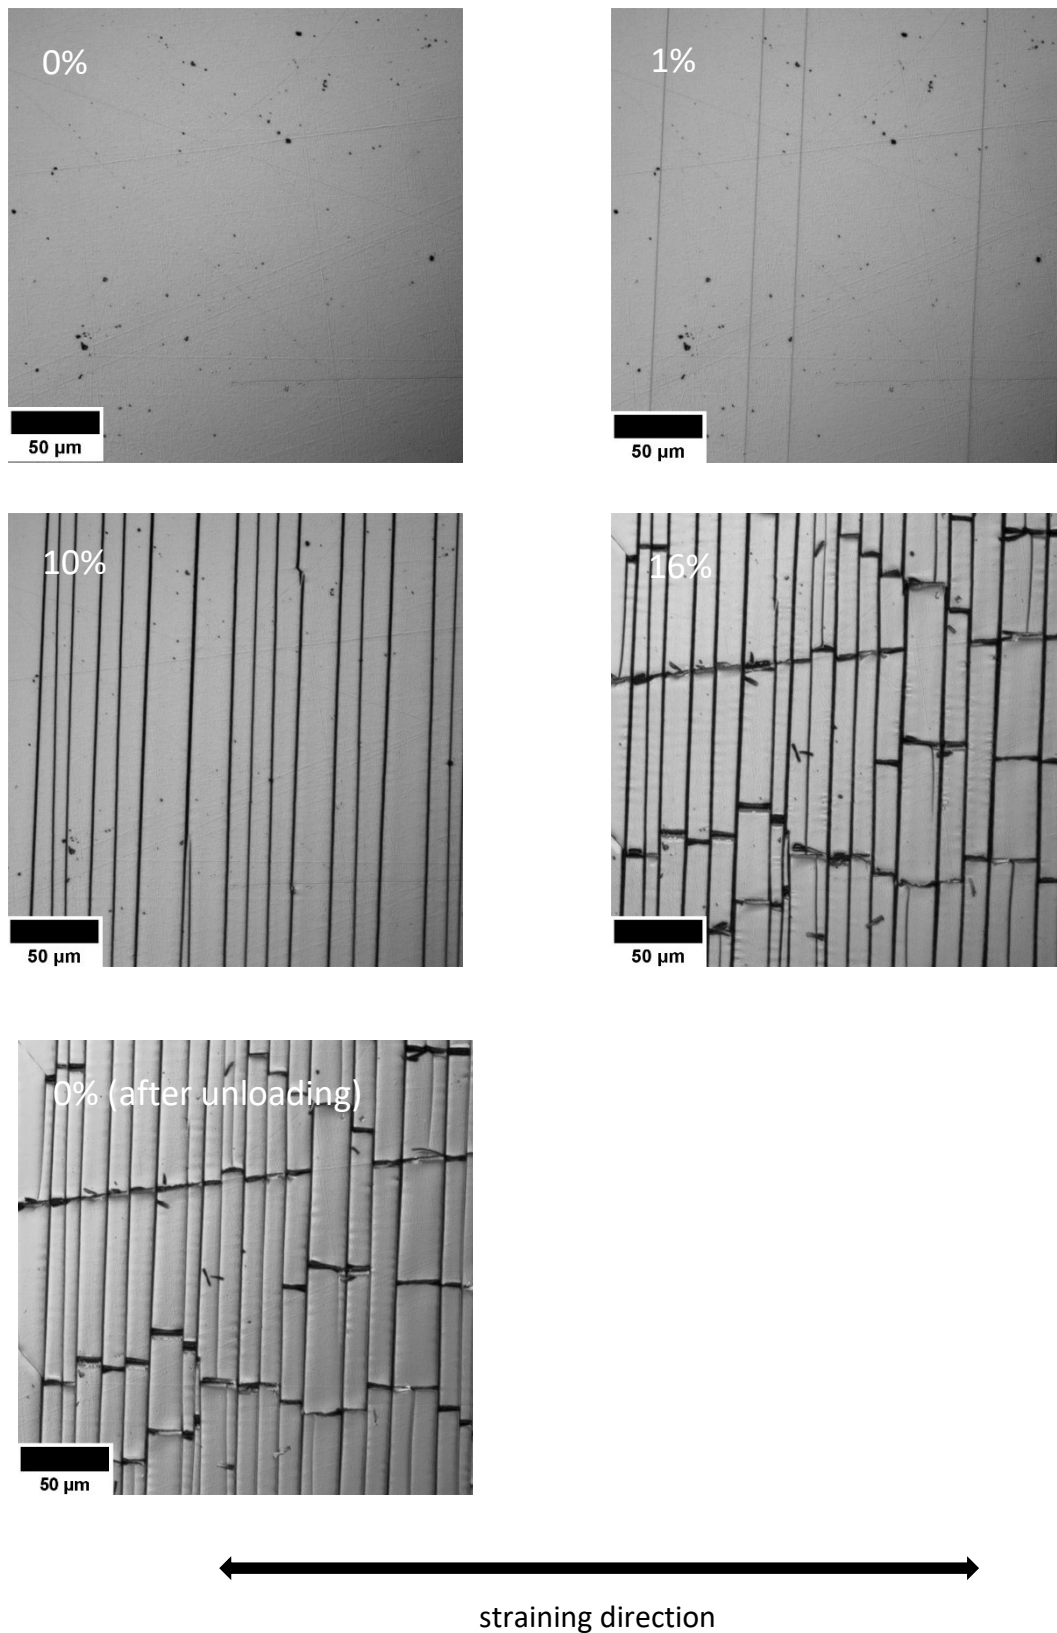 0%
1%
50 µm
50 µm
10%
16%
50 µm
50 µm
0% (after unloading)
50 µm
straining direction